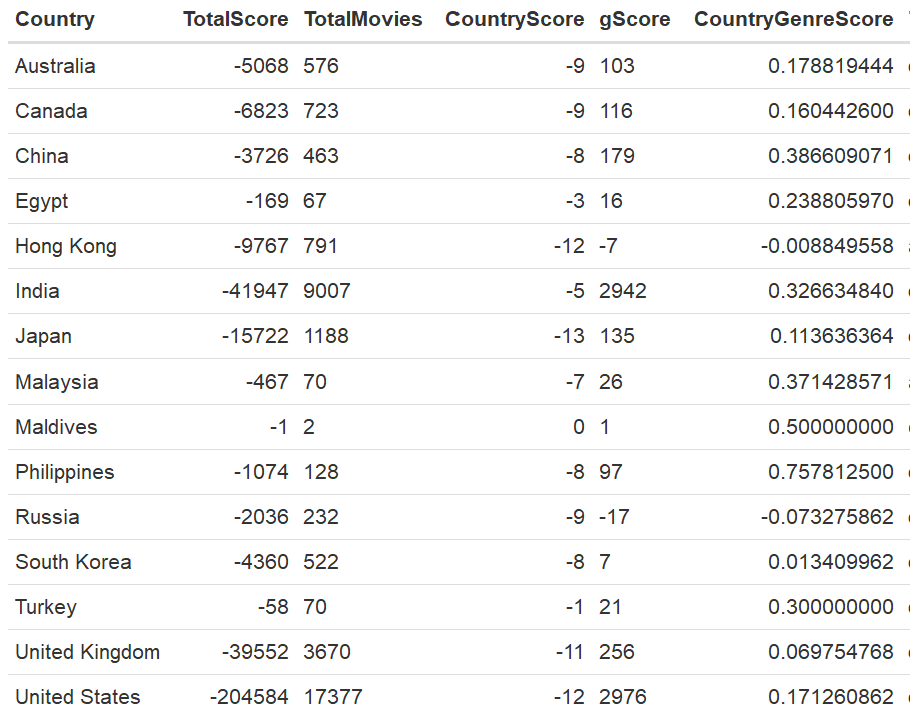 Country TotalScore TotalMovies CountryScore gScore CountryGenreScore
Australia -5068 576 -9 103 0.178819444
Canada -6823 723 -9 116 0.160442600
China -3726 463 -8 179 0.386609071
Egypt -169 67 -3 16 0.238805970
Hong Kong -9767 791 -12 -7 -0.008849558
India -41947 9007 -5 2942 0.326634840
Japan -15722 1188 -13 135 0.113636364
Malaysia -467 70 -7 26 0.371428571
Maldives -1 2 0 1 0.500000000
Philippines -1074 128 -8 97 0.757812500
Russia -2036 232 -9 -17 -0.073275862
South Korea -4360 522 -8 7 0.013409962
Turkey -58 70 -1 21 0.300000000
United Kingdom -39552 3670 -11 256 0.069754768
United States -204584 17377 -12 2976 0.171260862